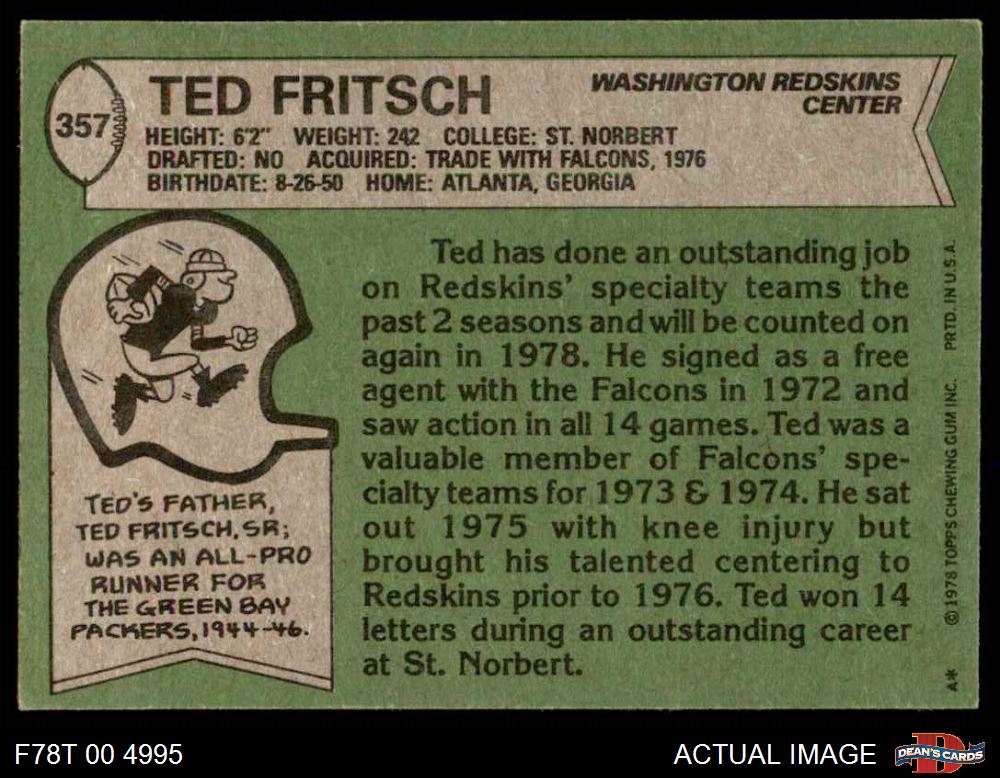 357
TED FRITSCH
WASHINGTON REDSKINS
CENTER
HEIGHT: 6'2" WEIGHT: 242 COLLEGE: ST. NORBERT
DRAFTED: NO ACQUIRED: TRADE WITH FALCONS, 1976
BIRTHDATE: 8-26-50 HOME: ATLANTA, GEORGIA
TED'S FATHER,
TED FRITSCH, SR;
WAS AN ALL-PRO
RUNNER FOR
THE GREEN BAY
PACKERS, 1944-46.
Ted has done an outstanding job
on Redskins' specialty teams the
past 2 seasons and will be counted on
again in 1978. He signed as a free
agent with the Falcons in 1972 and
saw action in all 14 games. Ted was a
valuable member of Falcons' spe-
cialty teams for 1973 & 1974. He sat
out 1975 with knee injury but
brought his talented centering to
Redskins prior to 1976. Ted won 14
letters during an outstanding career
at St. Norbert.
A* © 1978 TOPPS CHEWING GUM INC. PRTD. IN U.S.A.
F78T 00 4995
ACTUAL IMAGE
D
DEAN'S CARDS